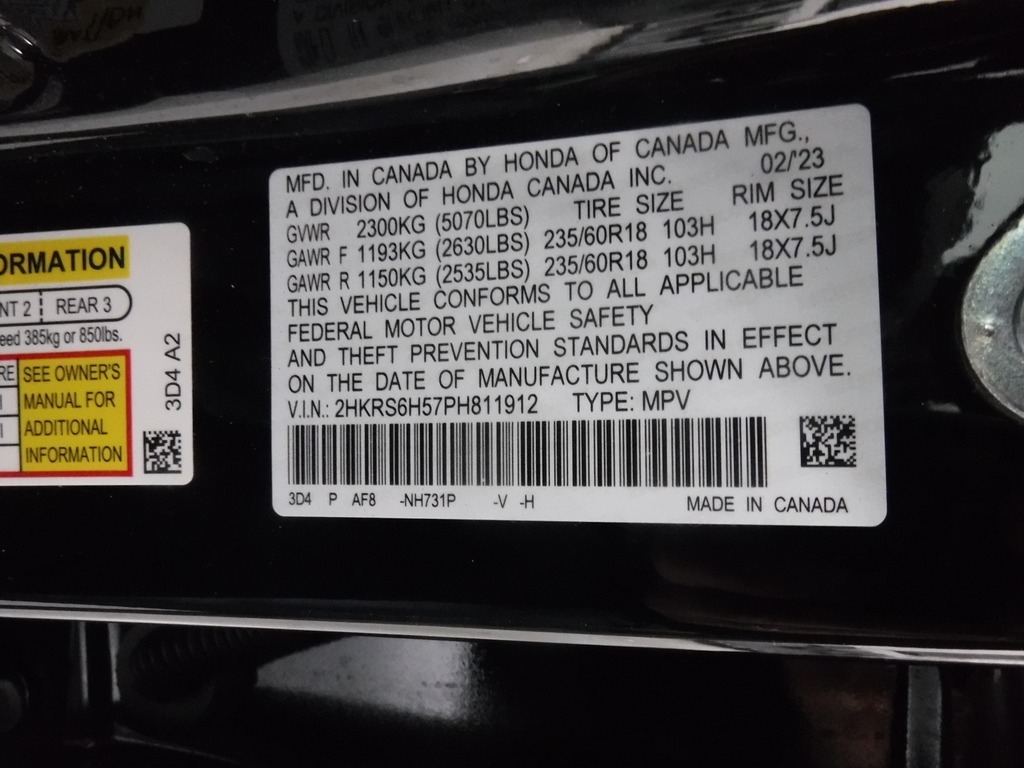 MFD. IN CANADA BY HONDA OF CANADA MFG.,
A DIVISION OF HONDA CANADA INC. 02/'23
GVWR 2300KG (5070LBS) TIRE SIZE RIM SIZE
GAWR F 1193KG (2630LBS) 235/60R18 103H 18X7.5J
GAWR R 1150KG (2535LBS) 235/60R18 103H 18X7.5J
THIS VEHICLE CONFORMS TO ALL APPLICABLE
FEDERAL MOTOR VEHICLE SAFETY
AND THEFT PREVENTION STANDARDS IN EFFECT
ON THE DATE OF MANUFACTURE SHOWN ABOVE.
V.I.N.: 2HKRS6H57PH811912 TYPE: MPV
3D4 P AF8 -NH731P -V -H MADE IN CANADA
REAR 3
385kg or 850lbs.
SEE OWNER'S
MANUAL FOR
ADDITIONAL
INFORMATION
3D4 A2